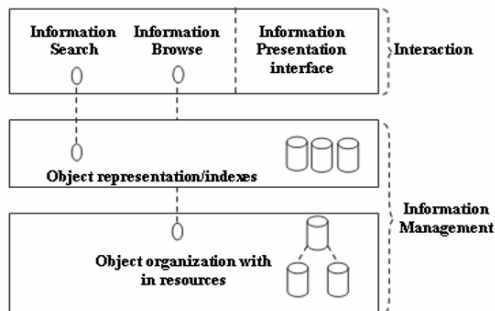 Information
Search
Information
Browse
Information
Presentation
interface
Interaction
Object representation/indexes
Information
Management
Object organization with
in resources